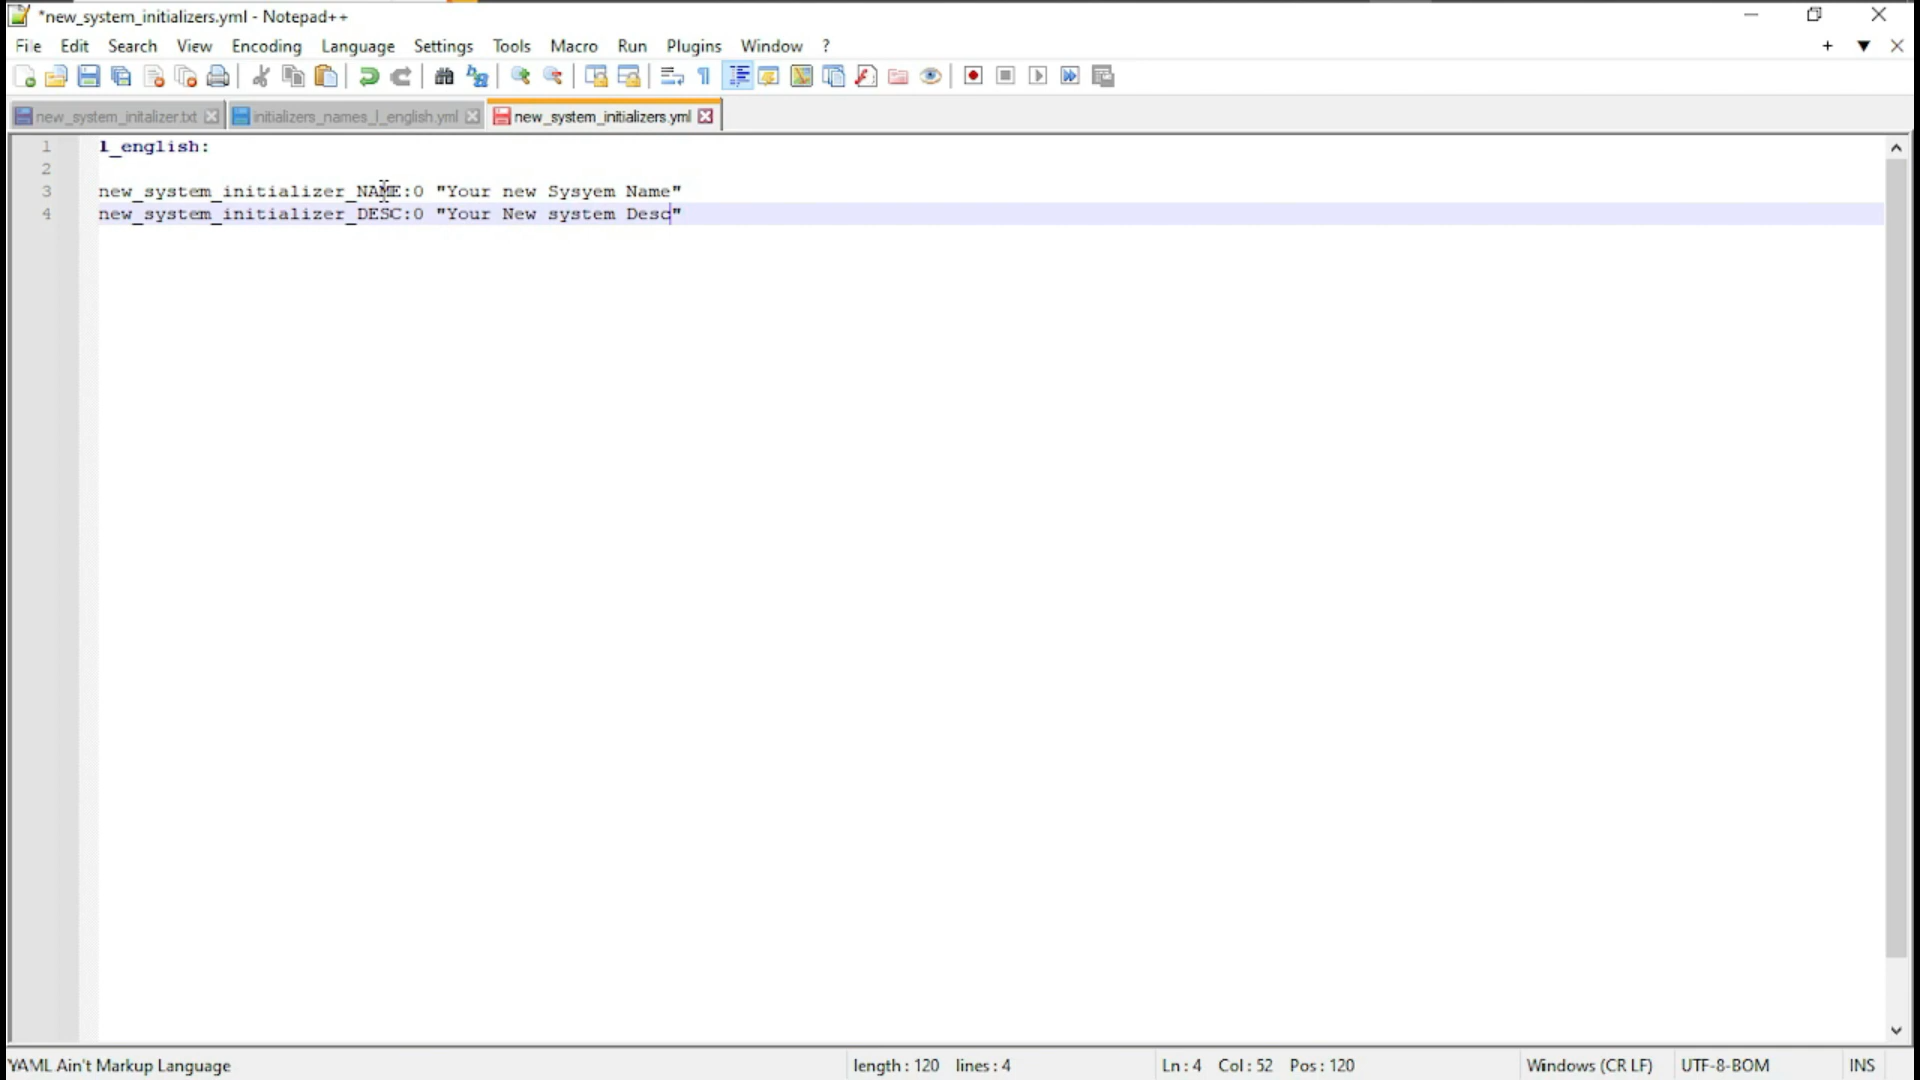 *new_system_initializers.yml - Notepad++
File Edit Search View Encoding Language Settings Tools Macro Run Plugins Window ?
new_system_initalizer.txt initializers_names_l_english.yml new_system_initializers.yml
1 l_english:
2
3 new_system_initializer_NAME:0 "Your new Sysyem Name"
4 new_system_initializer_DESC:0 "Your New system Desc"
YAML Ain't Markup Language length : 120 lines : 4 Ln : 4 Col : 52 Pos : 120 Windows (CR LF) UTF-8-BOM INS